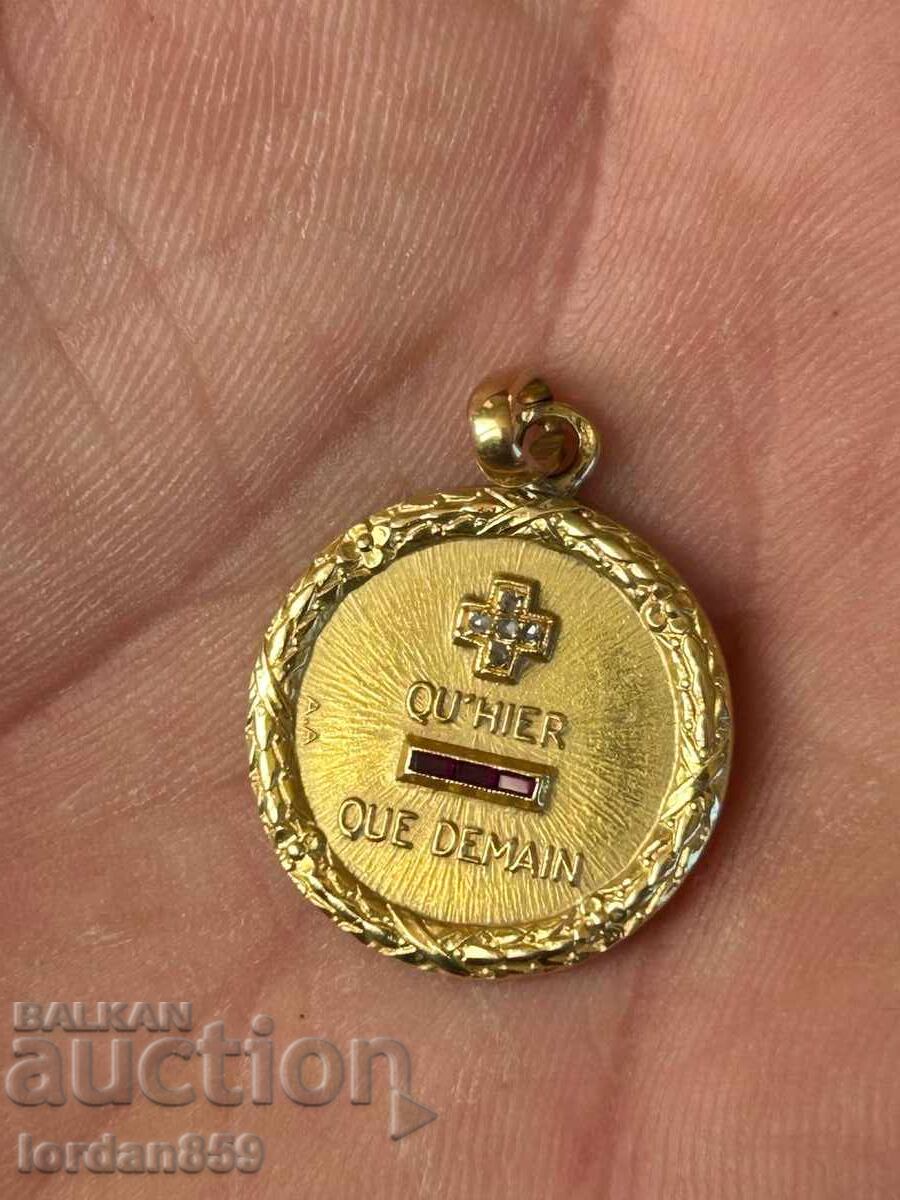 QU'HIER
QUE DEMAIN
BALKAN
auction
lordan859